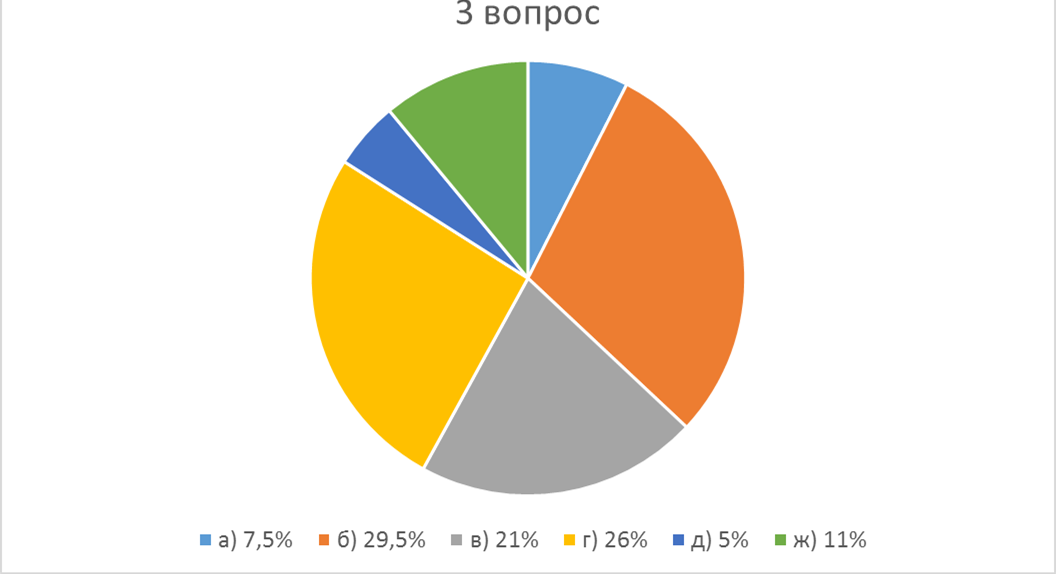 3 вопрос
а) 7,5% б) 29,5% в) 21% г) 26% д) 5% ж) 11%